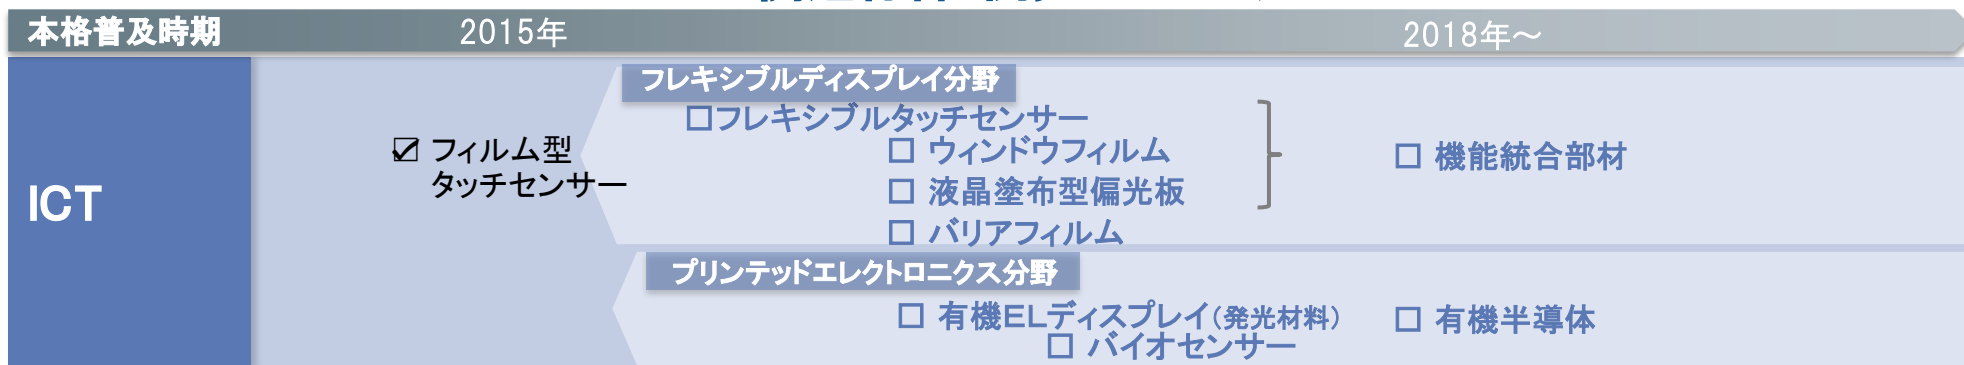 本格普及時期
2015年
2018年～
ICT
☑ フィルム型
タッチセンサー
フレキシブルディスプレイ分野
□フレキシブルタッチセンサー
□ ウィンドウフィルム
□ 液晶塗布型偏光板
□ バリアフィルム
□ 機能統合部材
プリンテッドエレクトロニクス分野
□ 有機ELディスプレイ（発光材料）
□ バイオセンサー
□ 有機半導体